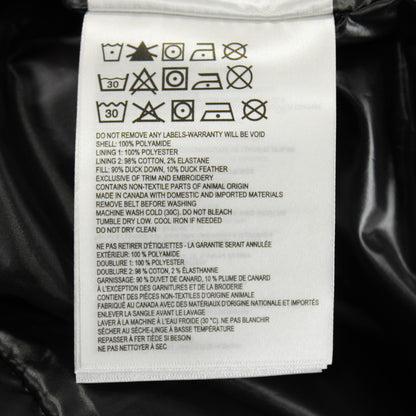 30
30
DO NOT REMOVE ANY LABELS-WARRANTY WILL BE VOID
SHELL: 100% POLYAMIDE
LINING 1: 100% POLYESTER
LINING 2: 98% COTTON, 2% ELASTANE
FILL: 90% DUCK DOWN, 10% DUCK FEATHER
EXCLUSIVE OF TRIM AND EMBROIDERY
CONTAINS NON-TEXTILE PARTS OF ANIMAL ORIGIN
MADE IN CANADA WITH DOMESTIC AND IMPORTED MATERIALS
REMOVE BELT BEFORE WASHING
MACHINE WASH COLD (30C). DO NOT BLEACH
TUMBLE DRY LOW. COOL IRON IF NEEDED
DO NOT DRY CLEAN
NE PAS RETIRER D'ÉTIQUETTES - LA GARANTIE SERAIT ANNULÉE
EXTÉRIEUR: 100 % POLYAMIDE
DOUBLURE 1: 100 % POLYESTER
DOUBLURE 2: 98 % COTON, 2 % ÉLASTHANNE
GARNISSAGE: 90 % DUVET DE CANARD, 10 % PLUME DE CANARD
À L'EXCEPTION DES GARNITURES ET DE LA BRODERIE
CONTIENT DES PIÈCES NON-TEXTILES D'ORIGINE ANIMALE
FABRIQUÉ AU CANADA AVEC DES MATÉRIAUX D'ORIGINE NATIONALE ET IMPORTÉS
ENLEVER LA SANGLE AVANT LE LAVAGE
LAVER À LA MACHINE À L'EAU FROIDE (30 °C). NE PAS BLANCHIR
SÉCHER AU SÈCHE-LINGE À BASSE TEMPÉRATURE
REPASSER À FER TIÈDE SI BESOIN
NE PAS NETTOYER À SEC